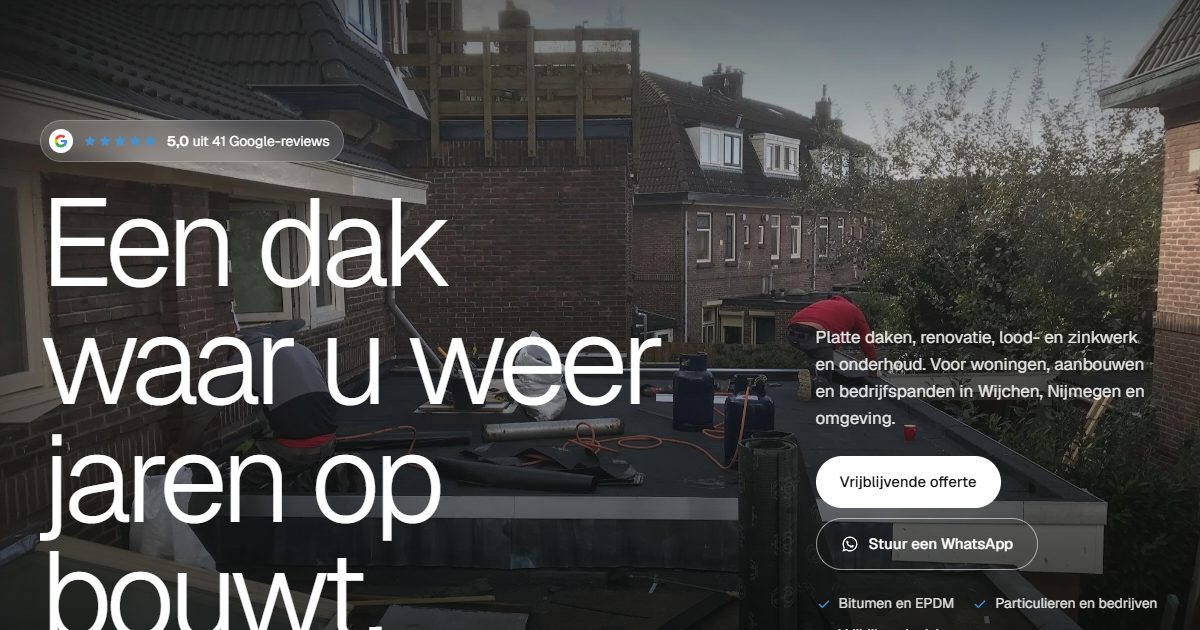 5,0 uit 41 Google-reviews
Een dak
waar u weer
jaren op
bouwt.
Platte daken, renovatie, lood- en zinkwerk
en onderhoud. Voor woningen, aanbouwen
en bedrijfspanden in Wijchen, Nijmegen en
omgeving.
Vrijblijvende offerte
Stuur een WhatsApp
Bitumen en EPDM
Particulieren en bedrijven